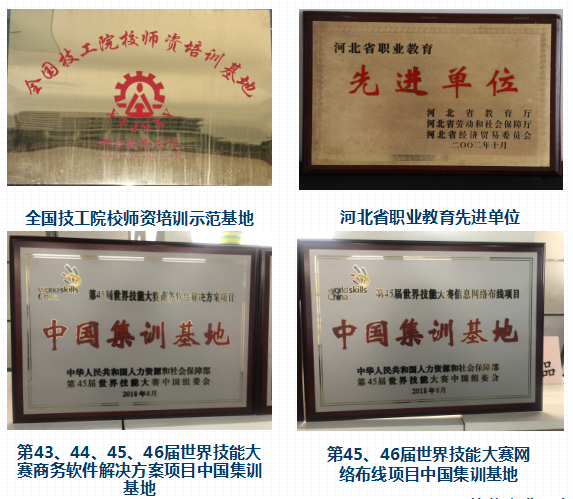 全国技工院校师资培训基地
河北省职业教育
先进单位
河北省教育厅
河北省劳动和社会保障厅
河北省经济贸易委员会
二〇〇二年十月
全国技工院校师资培训示范基地
河北省职业教育先进单位
worldskills
China
第45届世界技能大赛商务软件解决方案项目
中国集训基地
中华人民共和国人力资源和社会保障部
第45届世界技能大赛中国组委会
2018年8月
worldskills
China
第45届世界技能大赛信息网络布线项目
中国集训基地
中华人民共和国人力资源和社会保障部
第45届世界技能大赛中国组委会
2018年8月
品
第43、44、45、46届世界技能大
赛商务软件解决方案项目中国集训
基地
第45、46届世界技能大赛网
络布线项目中国集训基地